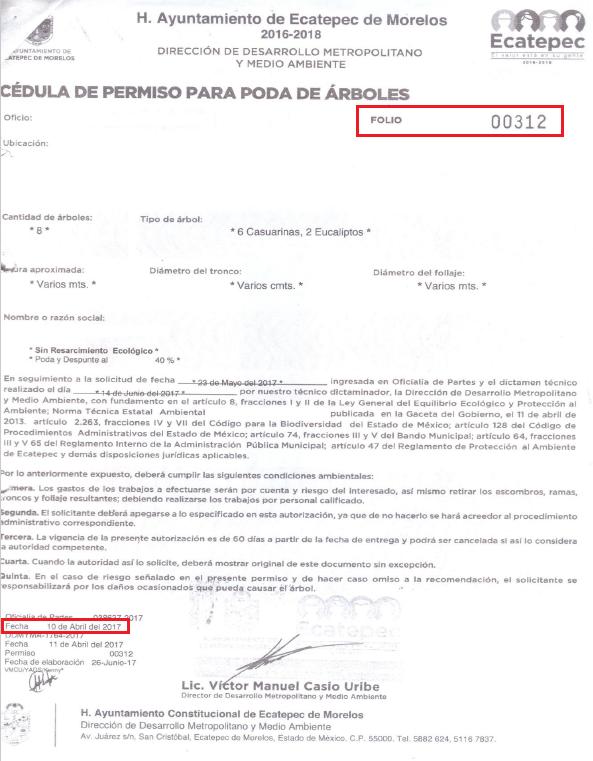 H. Ayuntamiento de Ecatepec de Morelos
2016-2018
DIRECCIÓN DE DESARROLLO METROPOLITANO
Y MEDIO AMBIENTE
AYUNTAMIENTO DE
ECATEPEC DE MORELOS
Ecatepec
El valor está en su gente
2016-2018
CÉDULA DE PERMISO PARA PODA DE ÁRBOLES
Oficio:
FOLIO 00312
Ubicación:
Cantidad de árboles:
Tipo de árbol:
* 8 *
* 6 Casuarinas, 2 Eucaliptos *
ura aproximada:
Diámetro del tronco:
Diámetro del follaje:
* Varios mts. *
* Varios cmts. *
* Varios mts. *
Nombre o razón social:
* Sin Resarcimiento Ecológico *
* Poda y Despunte al 40 % *
En seguimiento a la solicitud de fecha * 23 de Mayo del 2017 * ingresada en Oficialía de Partes y el dictamen técnico
realizado el día * 14 de Junio del 2017 * por nuestro técnico dictaminador, la Dirección de Desarrollo Metropolitano
y Medio Ambiente, con fundamento en el artículo 8, fracciones I y II de la Ley General del Equilibrio Ecológico y Protección al
Ambiente; Norma Técnica Estatal Ambiental publicada en la Gaceta del Gobierno, el 11 de abril de
2013. artículo 2.263, fracciones IV y VII del Código para la Biodiversidad del Estado de México; artículo 128 del Código de
Procedimientos Administrativos del Estado de México; artículo 74, fracciones III y V del Bando Municipal; artículo 64, fracciones
III y V 65 del Reglamento Interno de la Administración Pública Municipal; artículo 47 del Reglamento de Protección al Ambiente
de Ecatepec y demás disposiciones jurídicas aplicables.
Por lo anteriormente expuesto, deberá cumplir las siguientes condiciones ambientales:
mera. Los gastos de los trabajos a efectuarse serán por cuenta y riesgo del interesado, así mismo retirar los escombros, ramas,
troncos y follaje resultantes; debiendo realizarse los trabajos por personal calificado.
Segunda. El solicitante deberá apegarse a lo especificado en esta autorización, ya que de no hacerlo se hará acreedor al procedimiento
administrativo correspondiente.
Tercera. La vigencia de la presente autorización es de 60 días a partir de la fecha de entrega y podrá ser cancelada si así lo considera
la autoridad competente.
Cuarta. Cuando la autoridad así lo solicite, deberá mostrar original de este documento sin excepción.
Quinta. En el caso de riesgo señalado en el presente permiso y de hacer caso omiso a la recomendación, el solicitante se
responsabilizará por los daños ocasionados que pueda causar el árbol.
Oficialía de Partes 038637-2017
Fecha 10 de Abril del 2017
DDMYMA-1764-2017
Fecha 11 de Abril del 2017
Permiso 00312
Fecha de elaboración 26-Junio-17
Ecatepec
Lic. Víctor Manuel Casio Uribe
Director de Desarrollo Metropolitano y Medio Ambiente
H. Ayuntamiento Constitucional de Ecatepec de Morelos
Dirección de Desarrollo Metropolitano y Medio Ambiente
Av. Juárez s/n, San Cristóbal, Ecatepec de Morelos, Estado de México, C.P. 55000, Tel. 5882 624, 5116 7837.